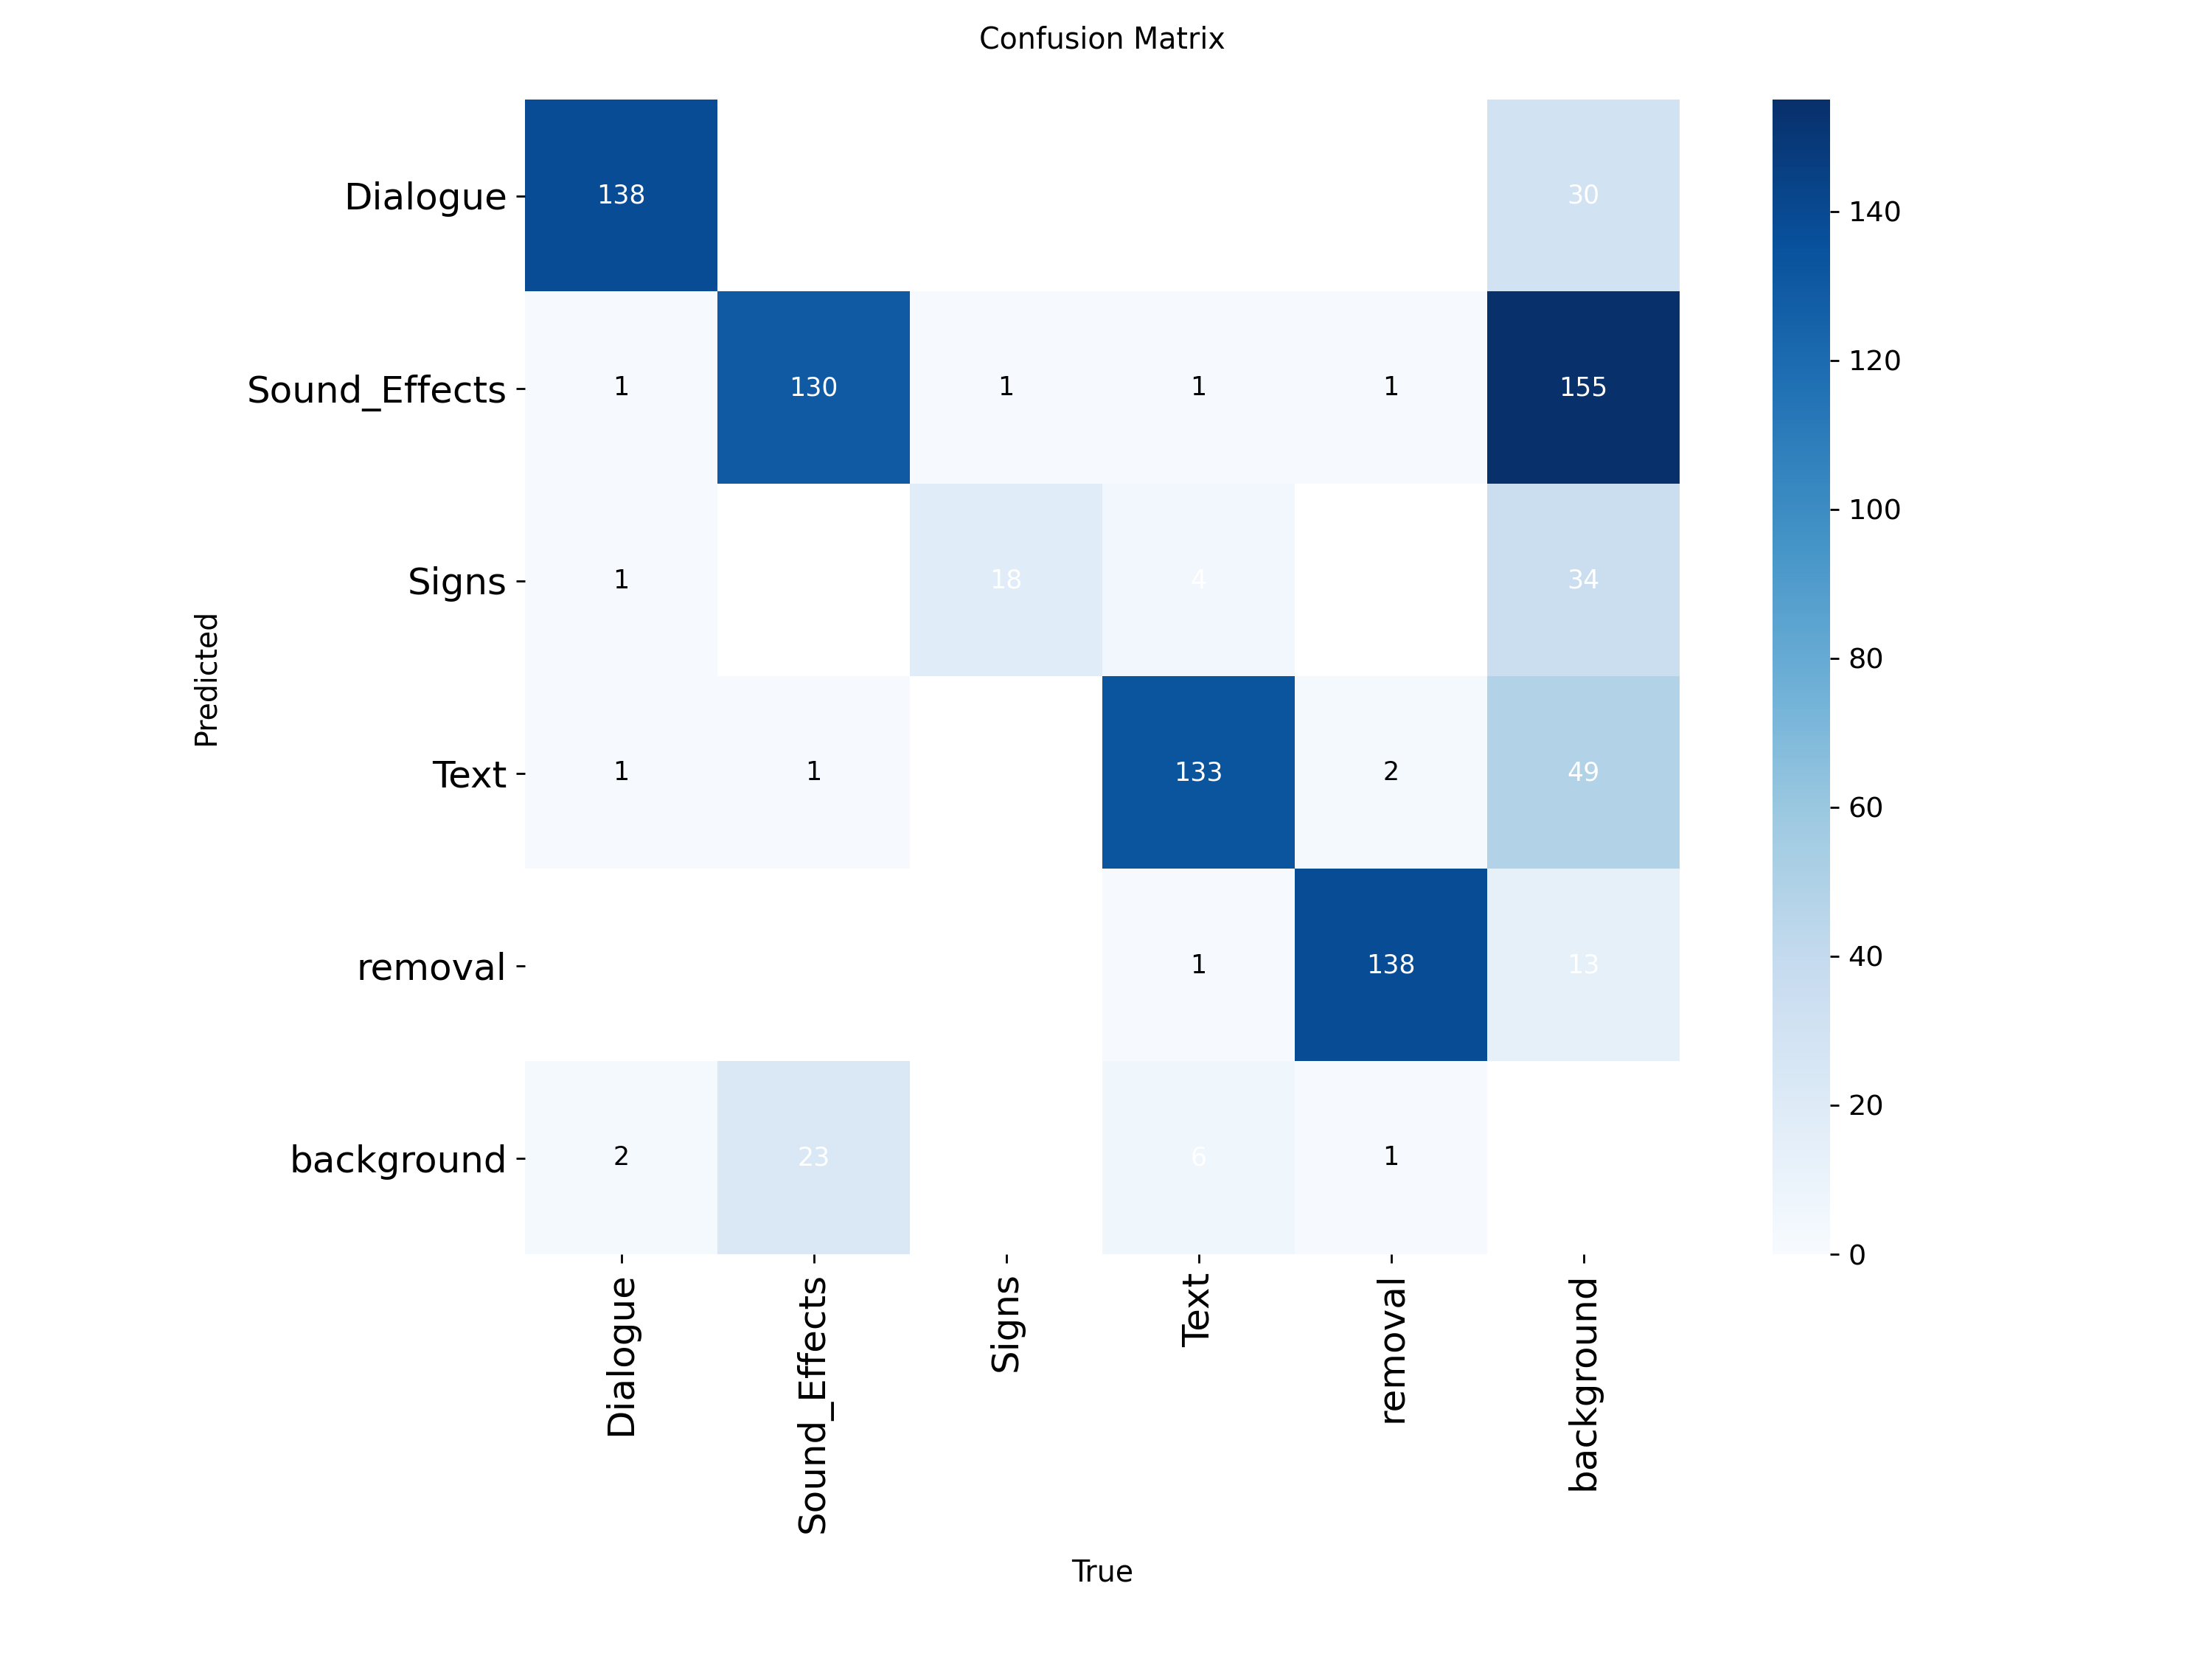 Confusion Matrix
Dialogue 138 30
Sound_Effects 1 130 1 1 1 155
Signs 1 18 4 34
Text 1 1 133 2 49
removal 1 138 13
background 2 23 6 1
Dialogue Sound_Effects Signs Text removal background
True
Predicted
140
120
100
80
60
40
20
0